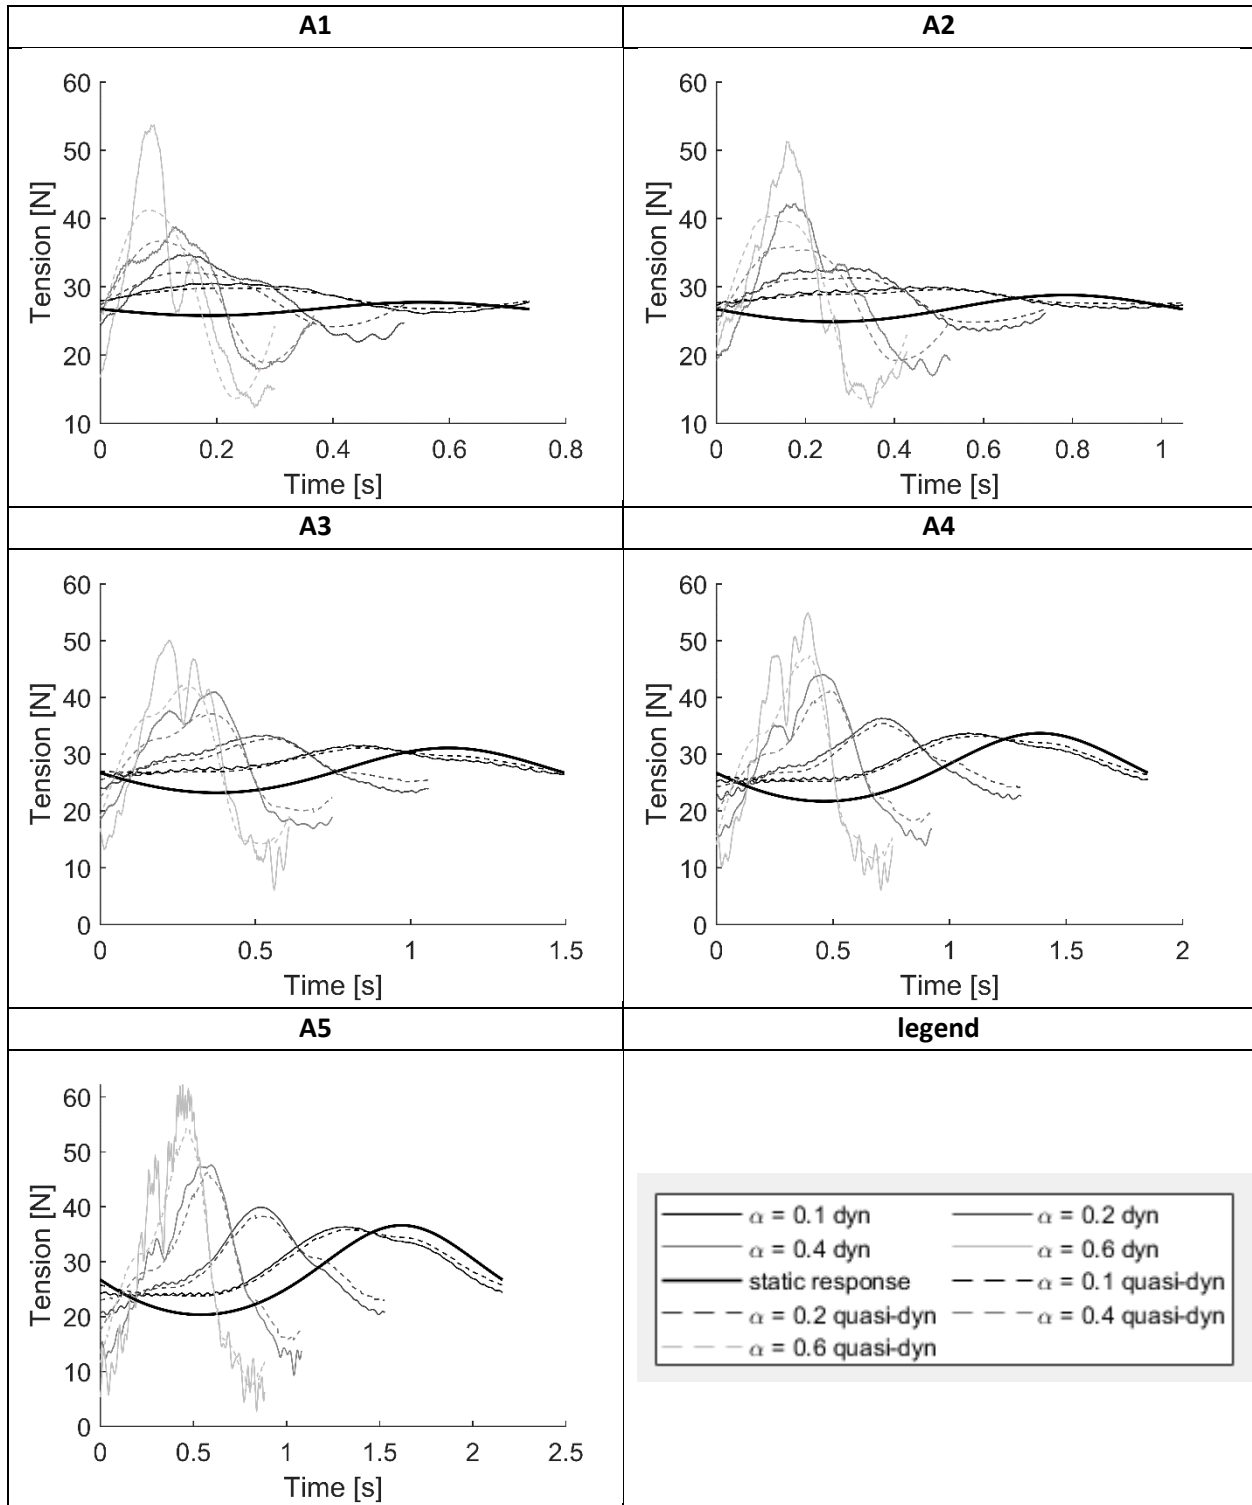 A1
A2
60
50
40
30
20
10
Tension [N]
0
0.2
0.4
0.6
0.8
Time [s]
60
50
40
30
20
10
Tension [N]
0
0.2
0.4
0.6
0.8
1
Time [s]
A3
A4
60
50
40
30
20
10
0
Tension [N]
0
0.5
1
1.5
Time [s]
60
50
40
30
20
10
0
Tension [N]
0
0.5
1
1.5
2
Time [s]
A5
legend
60
50
40
30
20
10
0
Tension [N]
0
0.5
1
1.5
2
2.5
Time [s]
α = 0.1 dyn
α = 0.2 dyn
α = 0.4 dyn
α = 0.6 dyn
static response
α = 0.1 quasi-dyn
α = 0.2 quasi-dyn
α = 0.4 quasi-dyn
α = 0.6 quasi-dyn